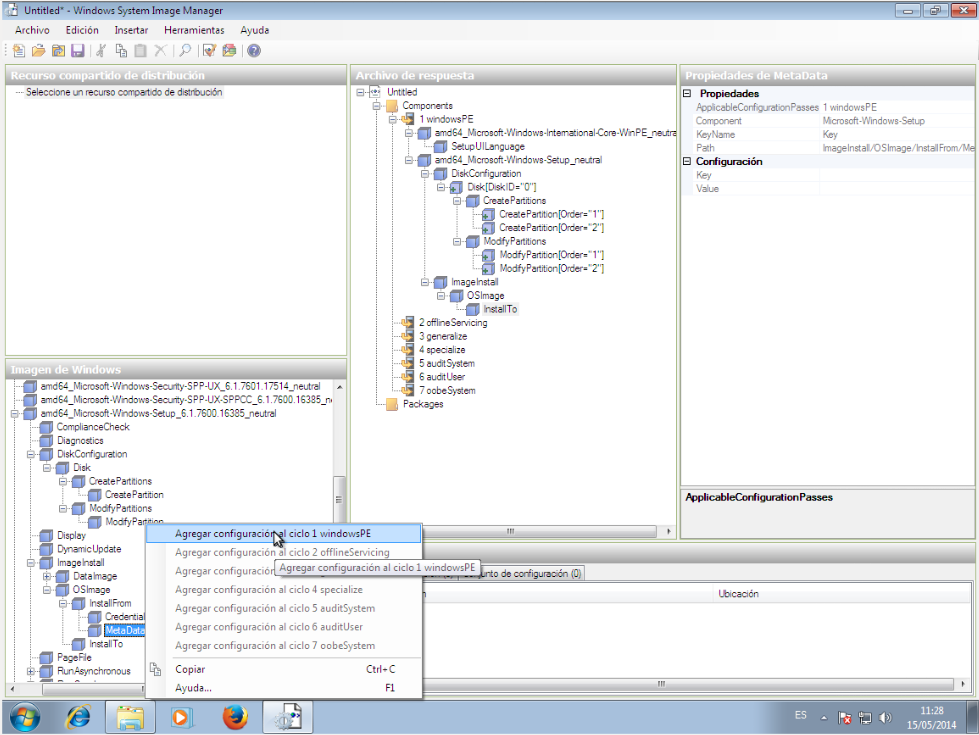 Untitled* - Windows System Image Manager
Archivo Edición Insertar Herramientas Ayuda
Recurso compartido de distribución
Seleccione un recurso compartido de distribución
Archivo de respuesta
Untitled
Components
1 windowsPE
amd64_Microsoft-Windows-International-Core-WinPE_neutra
SetupUILanguage
amd64_Microsoft-Windows-Setup_neutral
DiskConfiguration
Disk[DiskID="0"]
CreatePartitions
CreatePartition[Order="1"]
CreatePartition[Order="2"]
ModifyPartitions
ModifyPartition[Order="1"]
ModifyPartition[Order="2"]
ImageInstall
OSImage
InstallTo
2 offlineServicing
3 generalize
4 specialize
5 auditSystem
6 auditUser
7 oobeSystem
Packages
Propiedades de MetaData
Propiedades
ApplicableConfigurationPasses 1 windowsPE
Component Microsoft-Windows-Setup
KeyName Key
Path ImageInstall/OSImage/InstallFrom/Me
Configuración
Key
Value
ApplicableConfigurationPasses
Imagen de Windows
amd64_Microsoft-Windows-Security-SPP-UX_6.1.7601.17514_neutral
amd64_Microsoft-Windows-Security-SPP-UX-SPPCC_6.1.7600.16385_n
amd64_Microsoft-Windows-Setup_6.1.7600.16385_neutral
ComplianceCheck
Diagnostics
DiskConfiguration
Disk
CreatePartitions
CreatePartition
ModifyPartitions
ModifyPartition
Display
DynamicUpdate
ImageInstall
DataImage
OSImage
InstallFrom
Credential
MetaData
InstallTo
PageFile
RunAsynchronous
Agregar configuración al ciclo 1 windowsPE
Agregar configuración al ciclo 2 offlineServicing
Agregar configuración
Agregar configuración al ciclo 1 windowsPE
Agregar configuración al ciclo 4 specialize
Agregar configuración al ciclo 5 auditSystem
Agregar configuración al ciclo 6 auditUser
Agregar configuración al ciclo 7 oobeSystem
Copiar Ctrl+C
Ayuda... F1
de configuración (0)
Ubicación
ES
11:28
15/05/2014